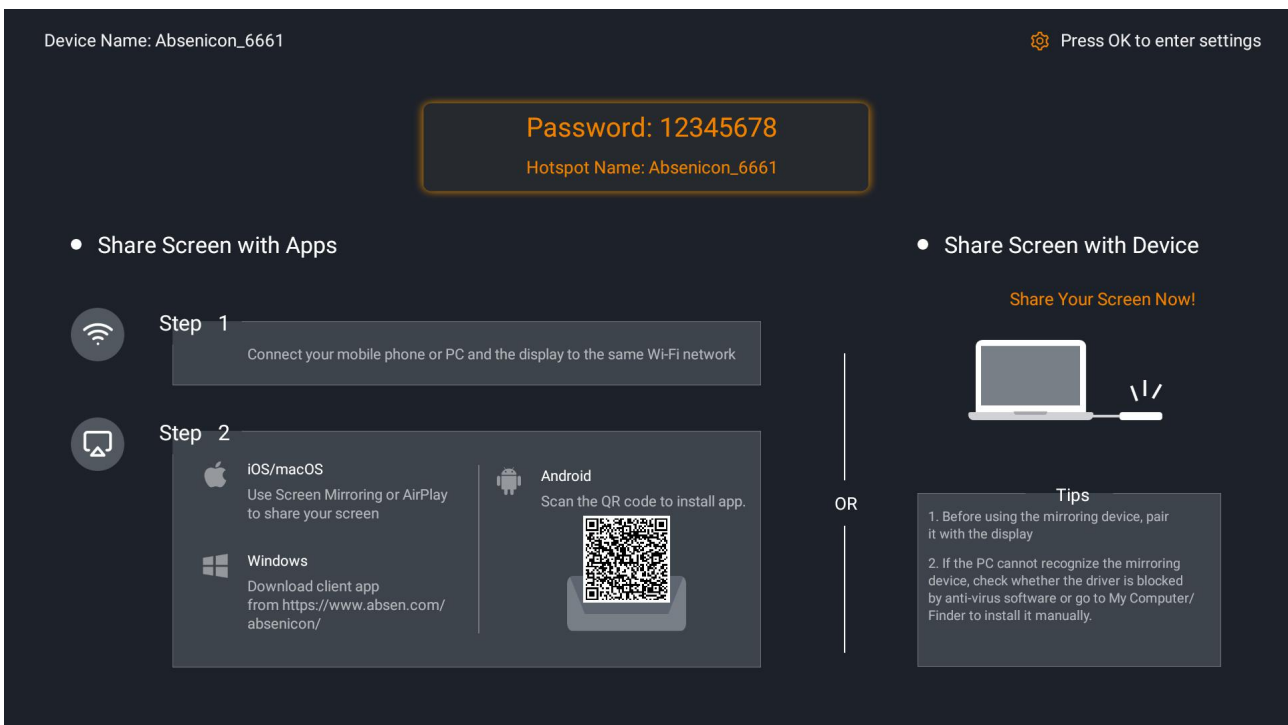 Device Name: Absenicon_6661
Press OK to enter settings
Password: 12345678
Hotspot Name: Absenicon_6661
Share Screen with Apps
Step 1
Connect your mobile phone or PC and the display to the same Wi-Fi network
Step 2
iOS/macOS
Use Screen Mirroring or AirPlay
to share your screen
Windows
Download client app
from https://www.absen.com/
absenicon/
Android
Scan the QR code to install app.
OR
Share Screen with Device
Share Your Screen Now!
Tips
1. Before using the mirroring device, pair
it with the display
2. If the PC cannot recognize the mirroring
device, check whether the driver is blocked
by anti-virus software or go to My Computer/
Finder to install it manually.